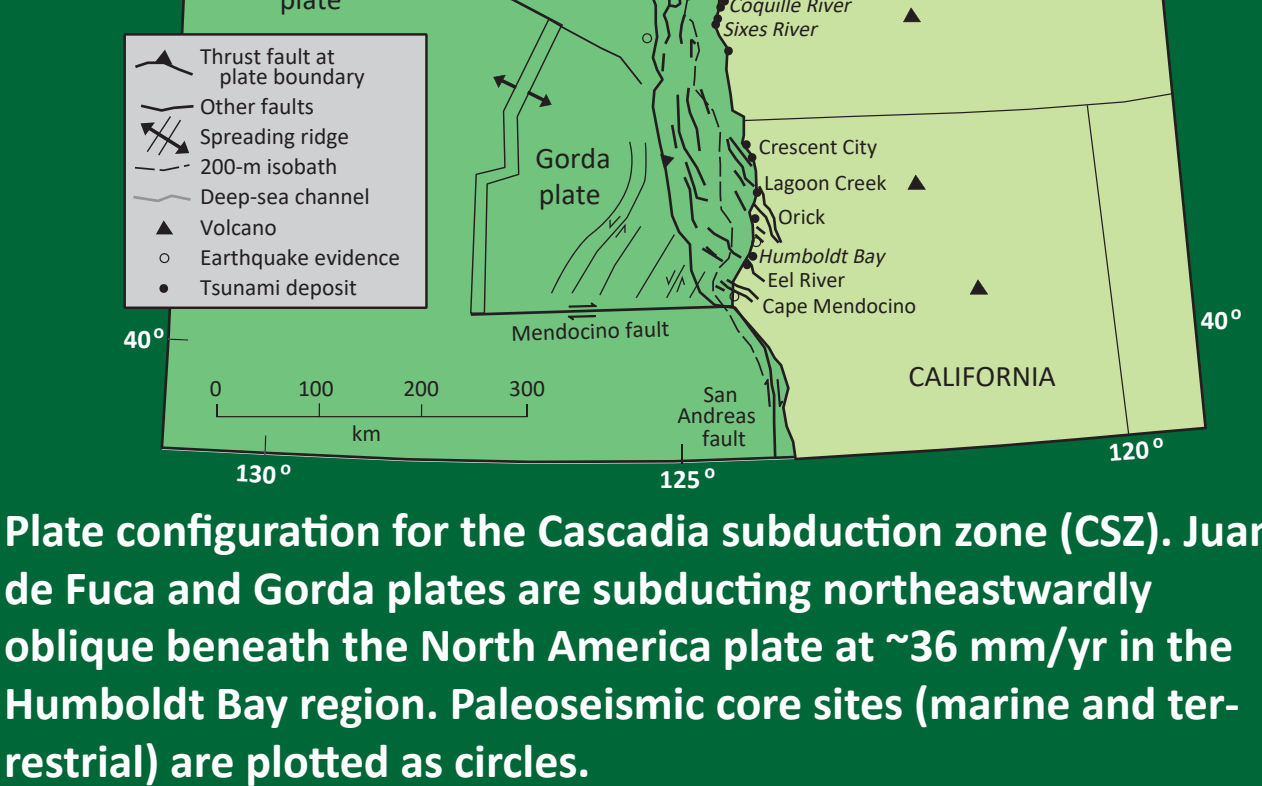 plate
Coquille River
Sixes River
Thrust fault at
plate boundary
Other faults
Spreading ridge
200-m isobath
Deep-sea channel
Volcano
Earthquake evidence
Tsunami deposit
Gorda
plate
Crescent City
Lagoon Creek
Orick
Humboldt Bay
Eel River
Cape Mendocino
Mendocino fault
40°
40°
CALIFORNIA
0 100 200 300
km
San
Andreas
fault
130°
125°
120°
Plate configuration for the Cascadia subduction zone (CSZ). Juan
de Fuca and Gorda plates are subducting northeastwardly
oblique beneath the North America plate at ~36 mm/yr in the
Humboldt Bay region. Paleoseismic core sites (marine and ter-
restrial) are plotted as circles.